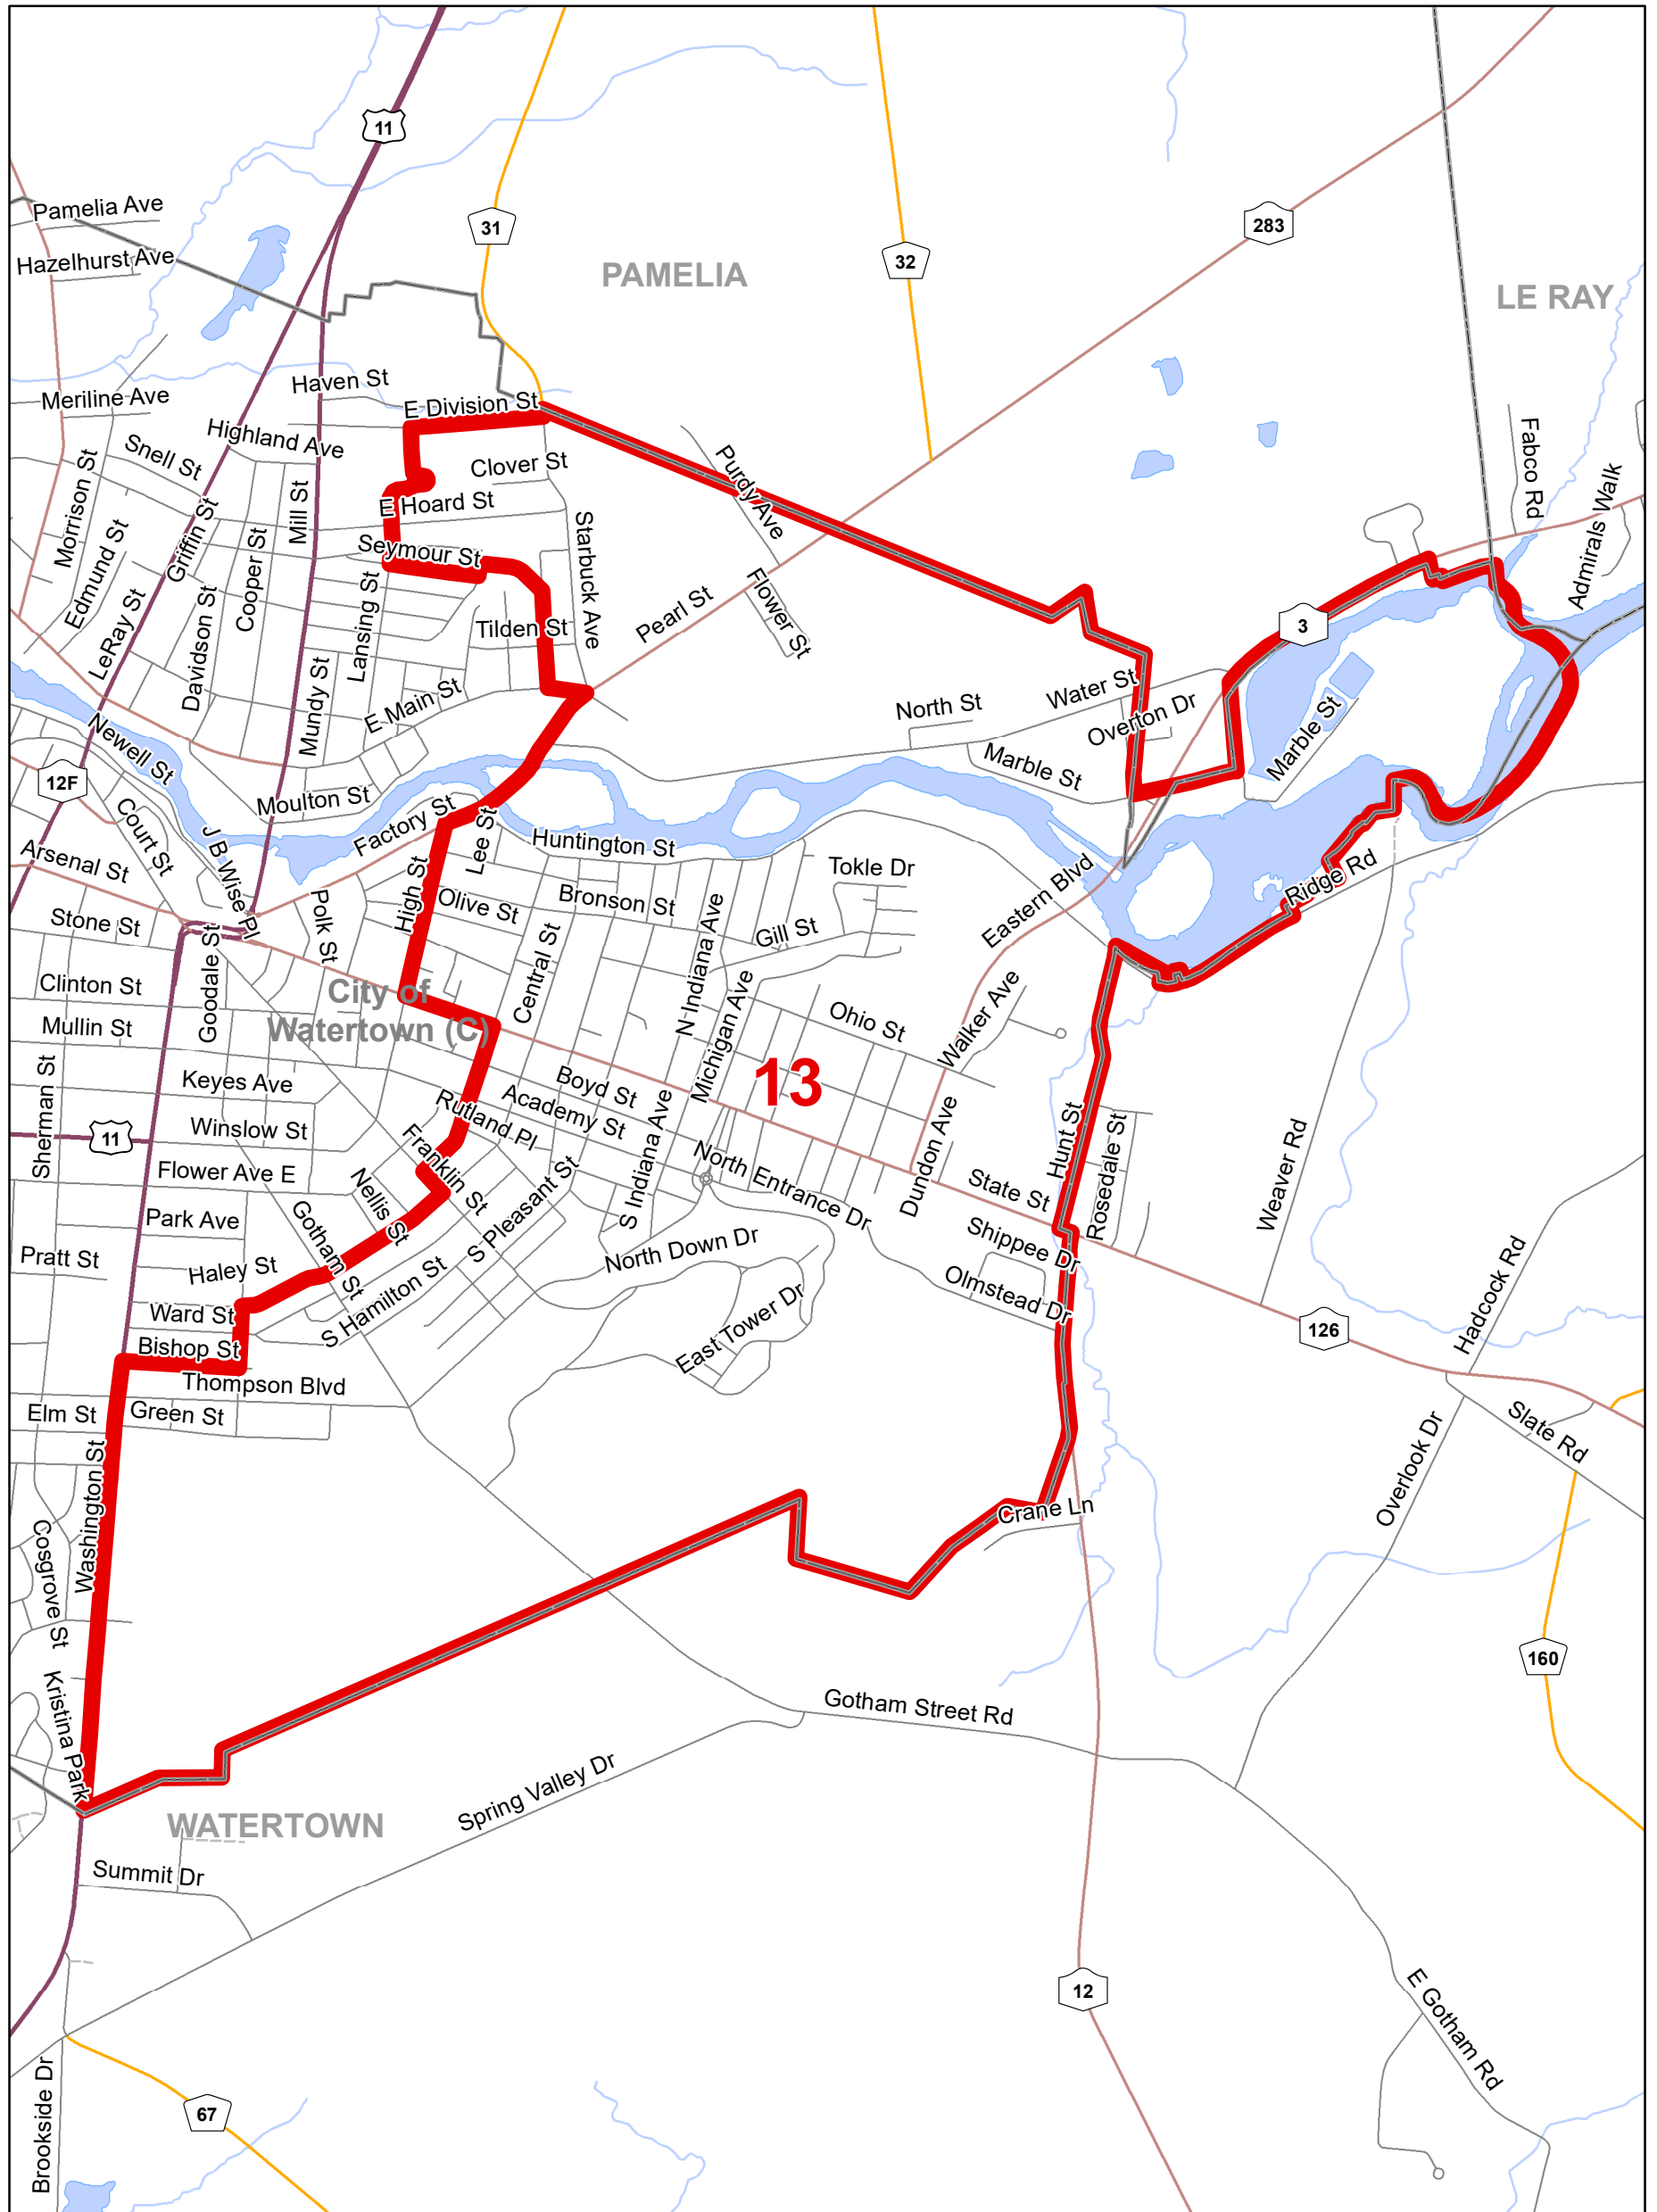 11
Pamelia Ave
31
283
Hazelhurst Ave
32
PAMELIA
LE RAY
Haven St
Meriline Ave
E Division St
Highland Ave
Snell St
Clover St
Purdy Ave
Fabco Rd
Morrison St
Griffin St
Mill St
E Hoard St
Starbuck Ave
Admirals Walk
Edmund St
Cooper St
Seymour St
LeRay St
Davidson St
Lansing St
Tilden St
Pearl St
Flower St
3
Mundy St
E Main St
North St
Water St
Overton Dr
Newell St
Marble St
Marble St
12F
Moulton St
Court St
Factory St
Lee St
Huntington St
Arsenal St
J B Wise Pl
High St
Tokle Dr
Eastern Blvd
Ridge Rd
Stone St
Polk St
Olive St
Bronson St
Goodale St
N Indiana Ave
Gill St
Clinton St
City of
Watertown (C)
Central St
Michigan Ave
Ohio St
Walker Ave
Mullin St
13
Sherman St
Keyes Ave
Boyd St
Academy St
Rutland Pl
Winslow St
11
Franklin St
S Indiana Ave
Dundon Ave
Hunt St
Rosedale St
Weaver Rd
Flower Ave E
Nellis St
S Pleasant St
North Entrance Dr
State St
Park Ave
Gotham St
North Down Dr
Shippee Dr
Pratt St
Haley St
S Hamilton St
Olmstead Dr
Hadcock Rd
Ward St
East Tower Dr
126
Bishop St
Thompson Blvd
Elm St
Green St
Slate Rd
Washington St
Overlook Dr
Crane Ln
Cosgrove St
160
Kristina Park
Gotham Street Rd
Spring Valley Dr
WATERTOWN
Summit Dr
12
E Gotham Rd
Brookside Dr
67